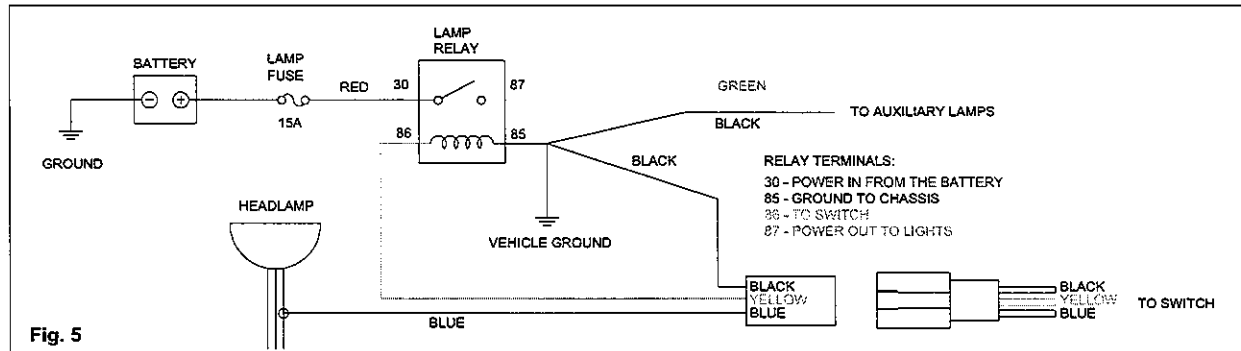 LAMP
RELAY
BATTERY
LAMP
FUSE
RED
30
87
GREEN
15A
TO AUXILIARY LAMPS
BLACK
86
85
GROUND
BLACK
RELAY TERMINALS:
30 - POWER IN FROM THE BATTERY
85 - GROUND TO CHASSIS
86 - TO SWITCH
87 - POWER OUT TO LIGHTS
HEADLAMP
VEHICLE GROUND
BLACK
YELLOW
BLUE
BLACK
YELLOW
BLUE
TO SWITCH
BLUE
Fig. 5